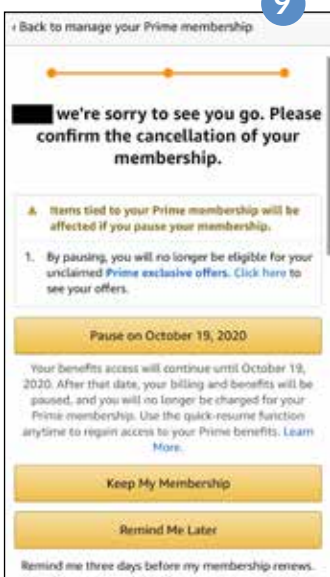 9
‹ Back to manage your Prime membership
we're sorry to see you go. Please
confirm the cancellation of your
membership.
Items tied to your Prime membership will be
affected if you pause your membership.
1. By pausing, you will no longer be eligible for your
unclaimed Prime exclusive offers. Click here to
see your offers.
Pause on October 19, 2020
Your benefits access will continue until October 19,
2020. After that date, your billing and benefits will be
paused, and you will no longer be charged for your
Prime membership. Use the quick-resume function
anytime to regain access to your Prime benefits. Learn
More.
Keep My Membership
Remind Me Later
Remind me three days before my membership renews.